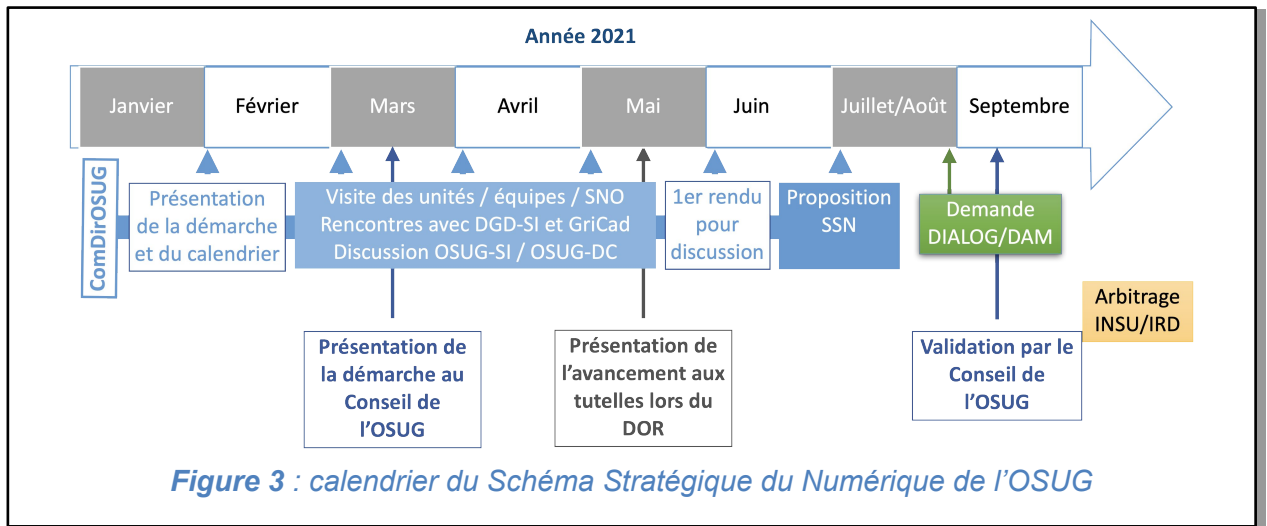 Année 2021
Janvier
Février
Mars
Avril
Mai
Juin
Juillet/Août
Septembre
ComDirOSUG
Présentation
de la démarche
et du calendrier
Visite des unités / équipes / SNO
Rencontres avec DGD-SI et GriCad
Discussion OSUG-SI / OSUG-DC
1er rendu
pour
discussion
Proposition
SSN
Demande
DIALOG/DAM
Arbitrage
INSU/IRD
Présentation de
la démarche au
Conseil de
l'OSUG
Présentation de
l'avancement aux
tutelles lors du
DOR
Validation par le
Conseil de
l'OSUG
Figure 3 : calendrier du Schéma Stratégique du Numérique de l'OSUG